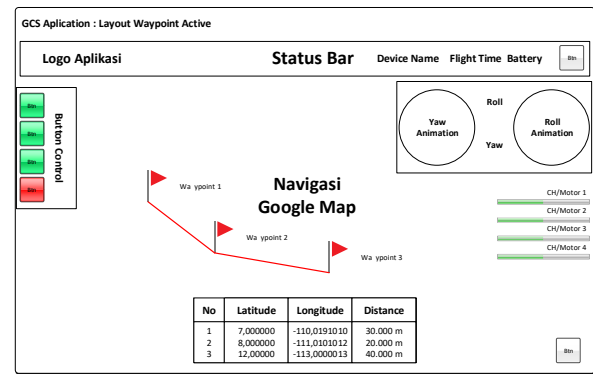 GCS Aplication : Layout Waypoint Active
Logo Aplikasi
Status Bar
Device Name Flight Time Battery
Btn
Btn
Btn
Btn
Btn
Button Control
Yaw Animation
Roll
Yaw
Roll Animation
CH/Motor 1
CH/Motor 2
CH/Motor 3
CH/Motor 4
Navigasi
Google Map
Wa ypoint 1
Wa ypoint 2
Wa ypoint 3
No Latitude Longitude Distance
1 7,000000 -110,0191010 30.000 m
2 8,000000 -111,0101012 20.000 m
3 12,00000 -113,0000013 40.000 m
Btn